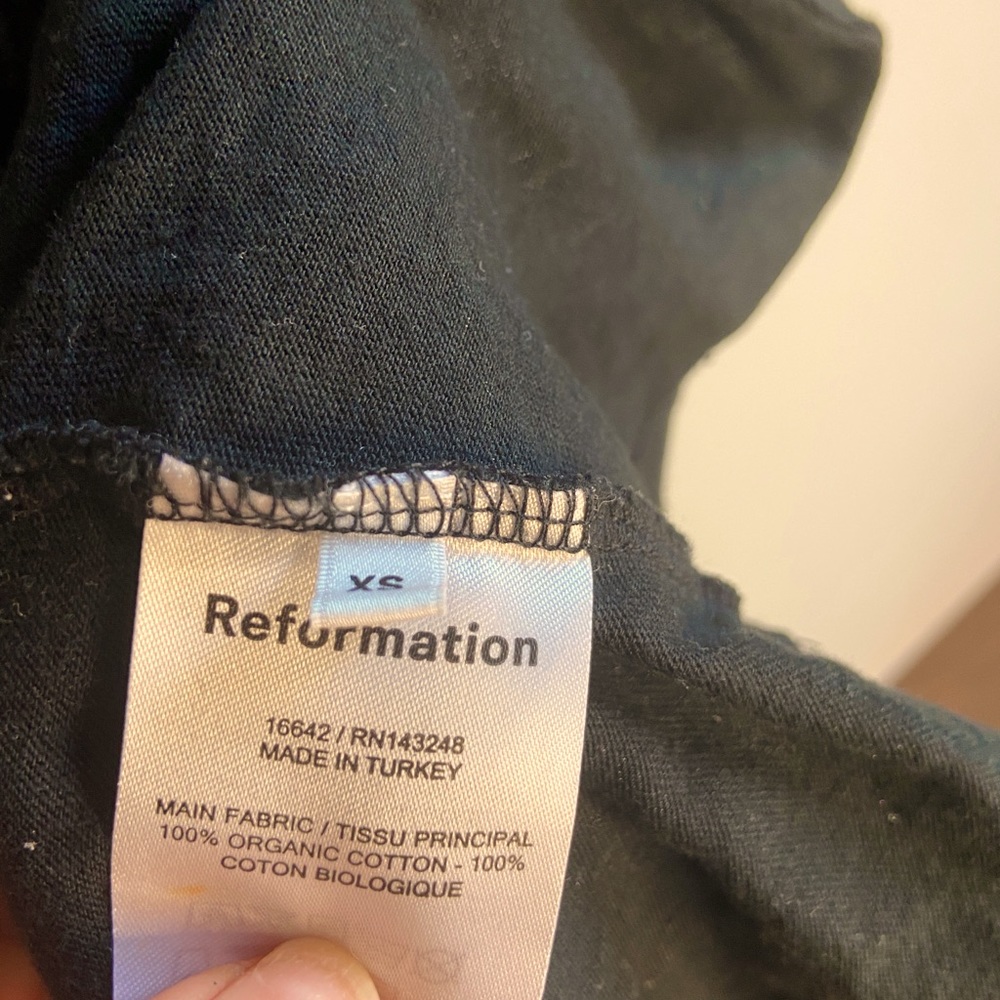 XS
Reformation
16642 / RN143248
MADE IN TURKEY
MAIN FABRIC / TISSU PRINCIPAL
100% ORGANIC COTTON - 100%
COTON BIOLOGIQUE